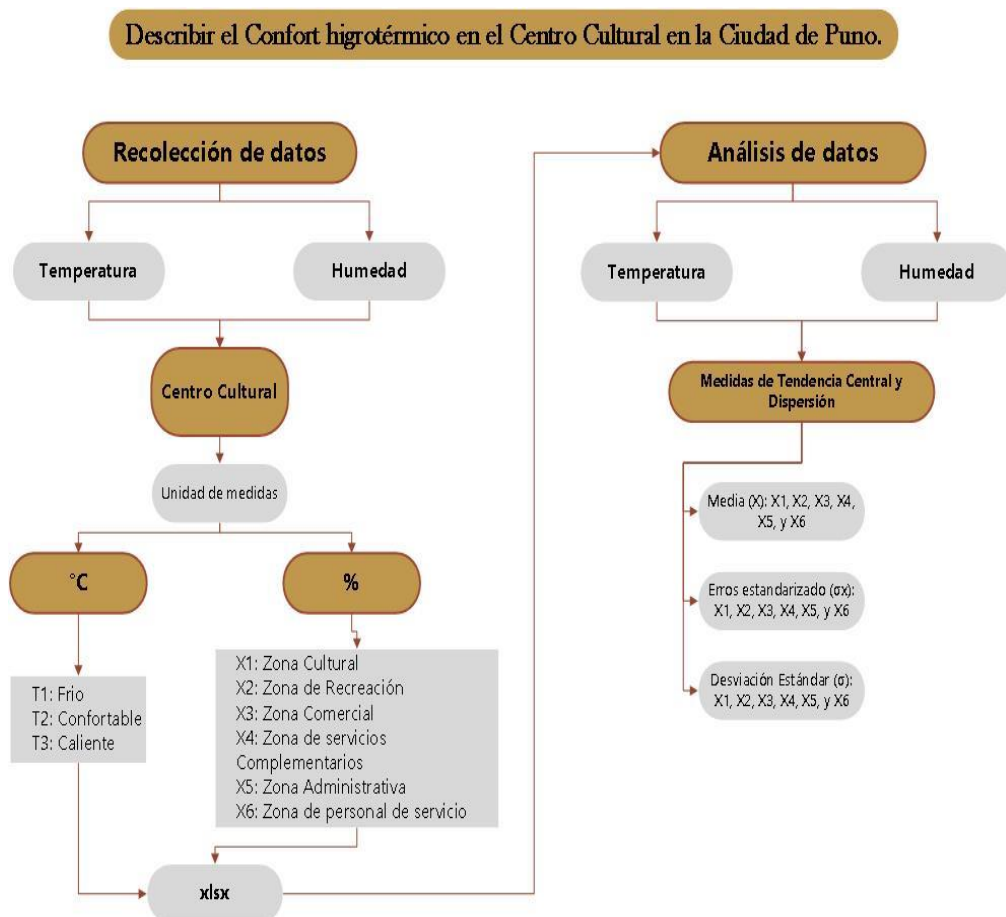 Describir el Confort higrotérmico en el Centro Cultural en la Ciudad de Puno.
Recolección de datos
Temperatura
Humedad
Centro Cultural
Unidad de medidas
°C
%
T1: Frio
T2: Confortable
T3: Caliente
X1: Zona Cultural
X2: Zona de Recreación
X3: Zona Comercial
X4: Zona de servicios
Complementarios
X5: Zona Administrativa
X6: Zona de personal de servicio
xlsx
Análisis de datos
Temperatura
Humedad
Medidas de Tendencia Central y
Dispersión
Media (X): X1, X2, X3, X4,
X5, y X6
Erros estandarizado (σx):
X1, X2, X3, X4, X5, y X6
Desviación Estándar (σ):
X1, X2, X3, X4, X5, y X6